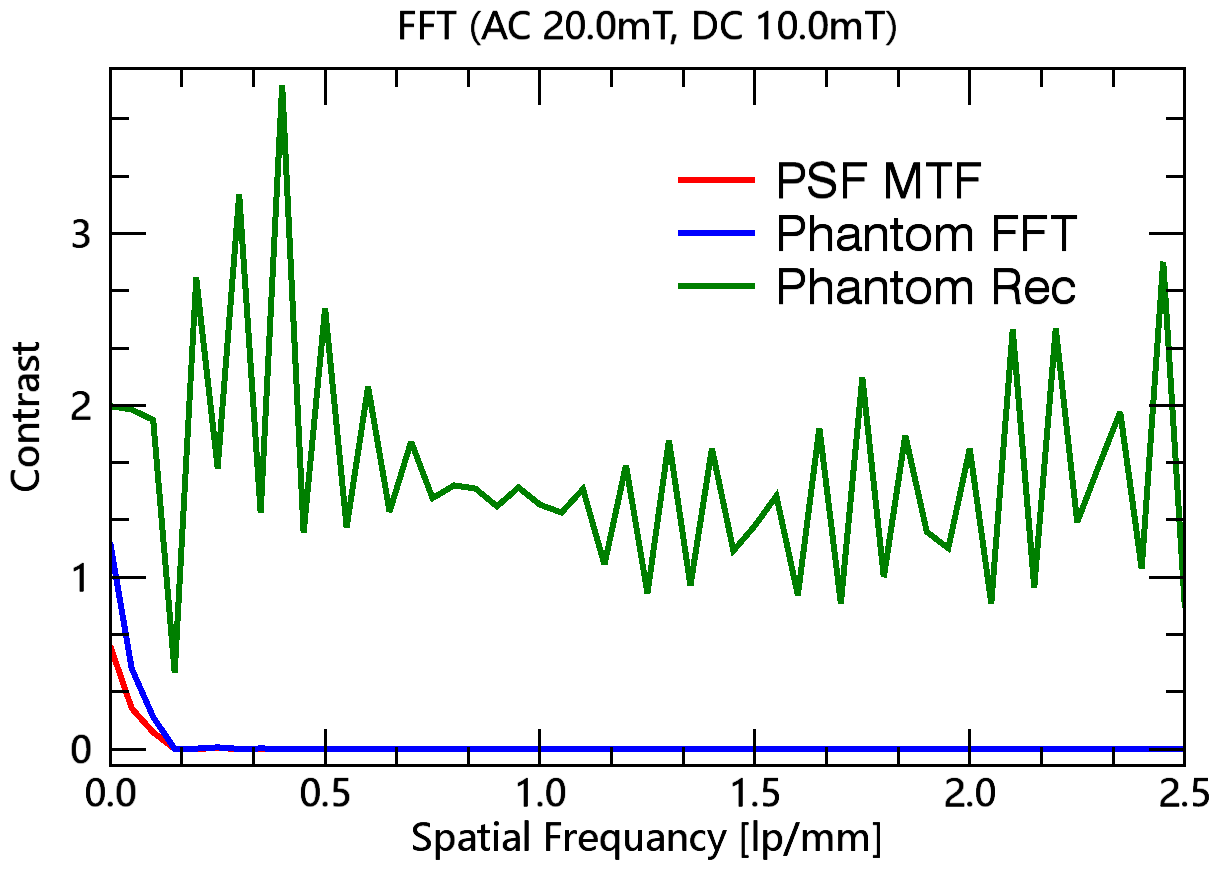 FFT (AC 20.0mT, DC 10.0mT)
PSF MTF
Phantom FFT
Phantom Rec
Contrast
3
2
1
0
0.0 0.5 1.0 1.5 2.0 2.5
Spatial Frequancy [lp/mm]